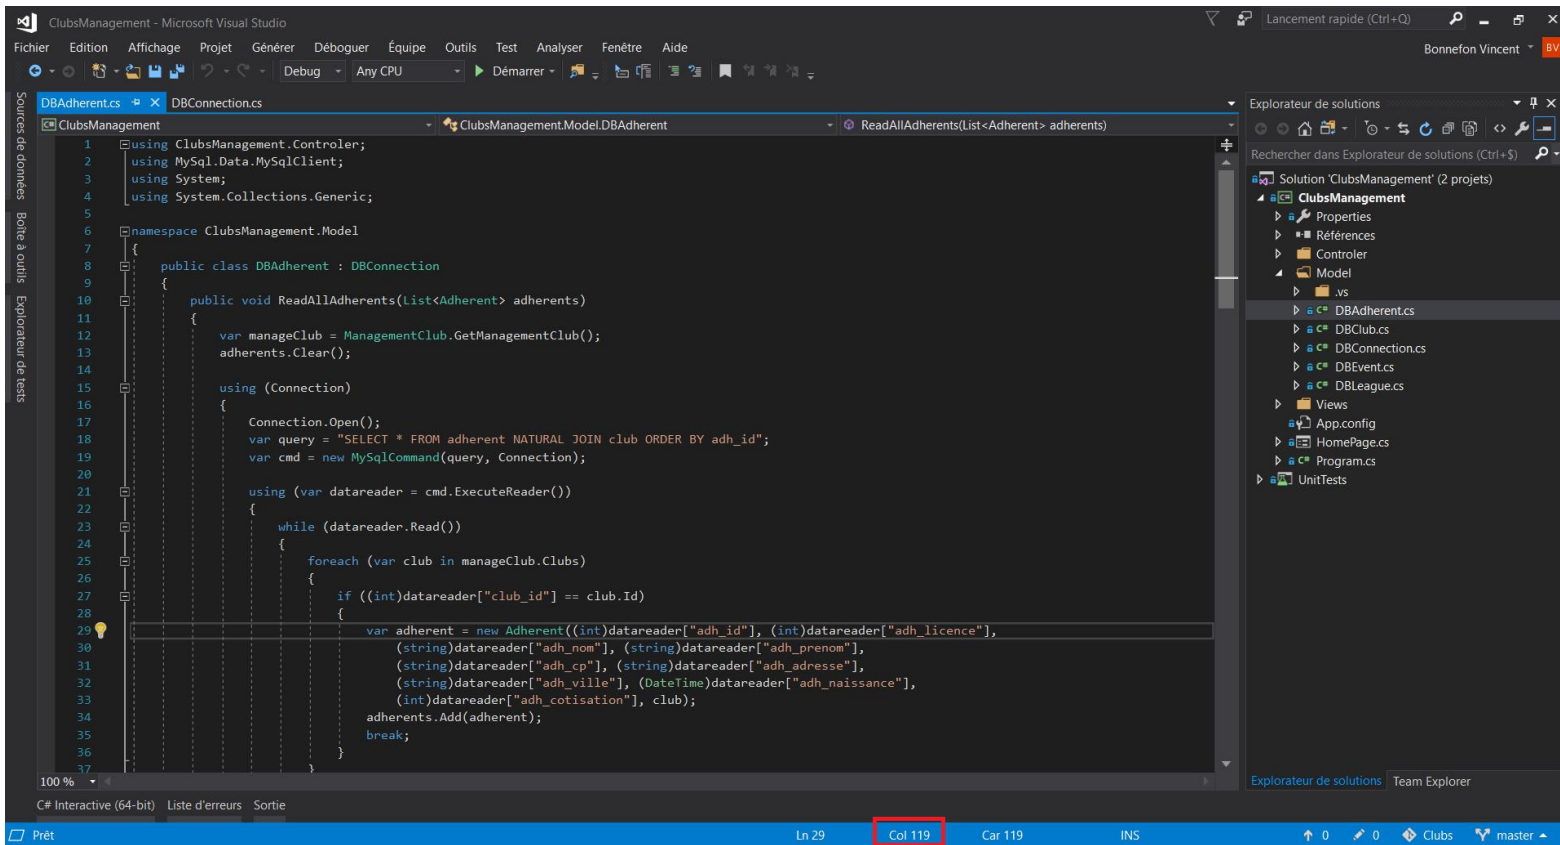 ClubsManagement - Microsoft Visual Studio
Lancement rapide (Ctrl+Q)
Fichier Edition Affichage Projet Générer Déboguer Équipe Outils Test Analyser Fenêtre Aide
Bonnefon Vincent BV
Debug Any CPU Démarrer
Sources de données
Boîte à outils
Explorateur de tests
DBAdherent.cs DBConnection.cs
ClubsManagement ClubsManagement.Model.DBAdherent ReadAllAdherents(List<Adherent> adherents)
1 using ClubsManagement.Controler;
2 using MySql.Data.MySqlClient;
3 using System;
4 using System.Collections.Generic;
5
6 namespace ClubsManagement.Model
7 {
8 public class DBAdherent : DBConnection
9 {
10 public void ReadAllAdherents(List<Adherent> adherents)
11 {
12 var manageClub = ManagementClub.GetManagementClub();
13 adherents.Clear();
14
15 using (Connection)
16 {
17 Connection.Open();
18 var query = "SELECT * FROM adherent NATURAL JOIN club ORDER BY adh_id";
19 var cmd = new MySqlCommand(query, Connection);
20
21 using (var datareader = cmd.ExecuteReader())
22 {
23 while (datareader.Read())
24 {
25 foreach (var club in manageClub.Clubs)
26 {
27 if ((int)datareader["club_id"] == club.Id)
28 {
29 var adherent = new Adherent((int)datareader["adh_id"], (int)datareader["adh_licence"],
30 (string)datareader["adh_nom"], (string)datareader["adh_prenom"],
31 (string)datareader["adh_cp"], (string)datareader["adh_adresse"],
32 (string)datareader["adh_ville"], (DateTime)datareader["adh_naissance"],
33 (int)datareader["adh_cotisation"], club);
34 adherents.Add(adherent);
35 break;
36 }
37 }
100 %
Explorateur de solutions
Rechercher dans Explorateur de solutions (Ctrl+$)
Solution 'ClubsManagement' (2 projets)
C# ClubsManagement
Properties
Références
Controler
Model
.vs
C# DBAdherent.cs
C# DBClub.cs
C# DBConnection.cs
C# DBEvent.cs
C# DBLeague.cs
Views
App.config
HomePage.cs
C# Program.cs
UnitTests
Explorateur de solutions Team Explorer
C# Interactive (64-bit) Liste d'erreurs Sortie
Prêt Ln 29 Col 119 Car 119 INS 0 0 Clubs master